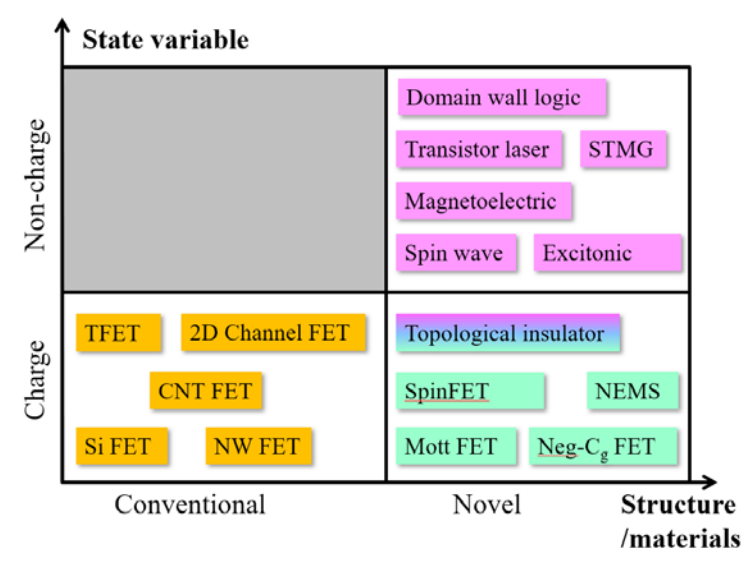 State variable
Non-charge
Domain wall logic
Transistor laser STMG
Magnetoelectric
Spin wave Excitonic
Charge
TFET 2D Channel FET Topological insulator
CNT FET SpinFET NEMS
Si FET NW FET Mott FET Neg-Cg FET
Conventional Novel Structure
/materials